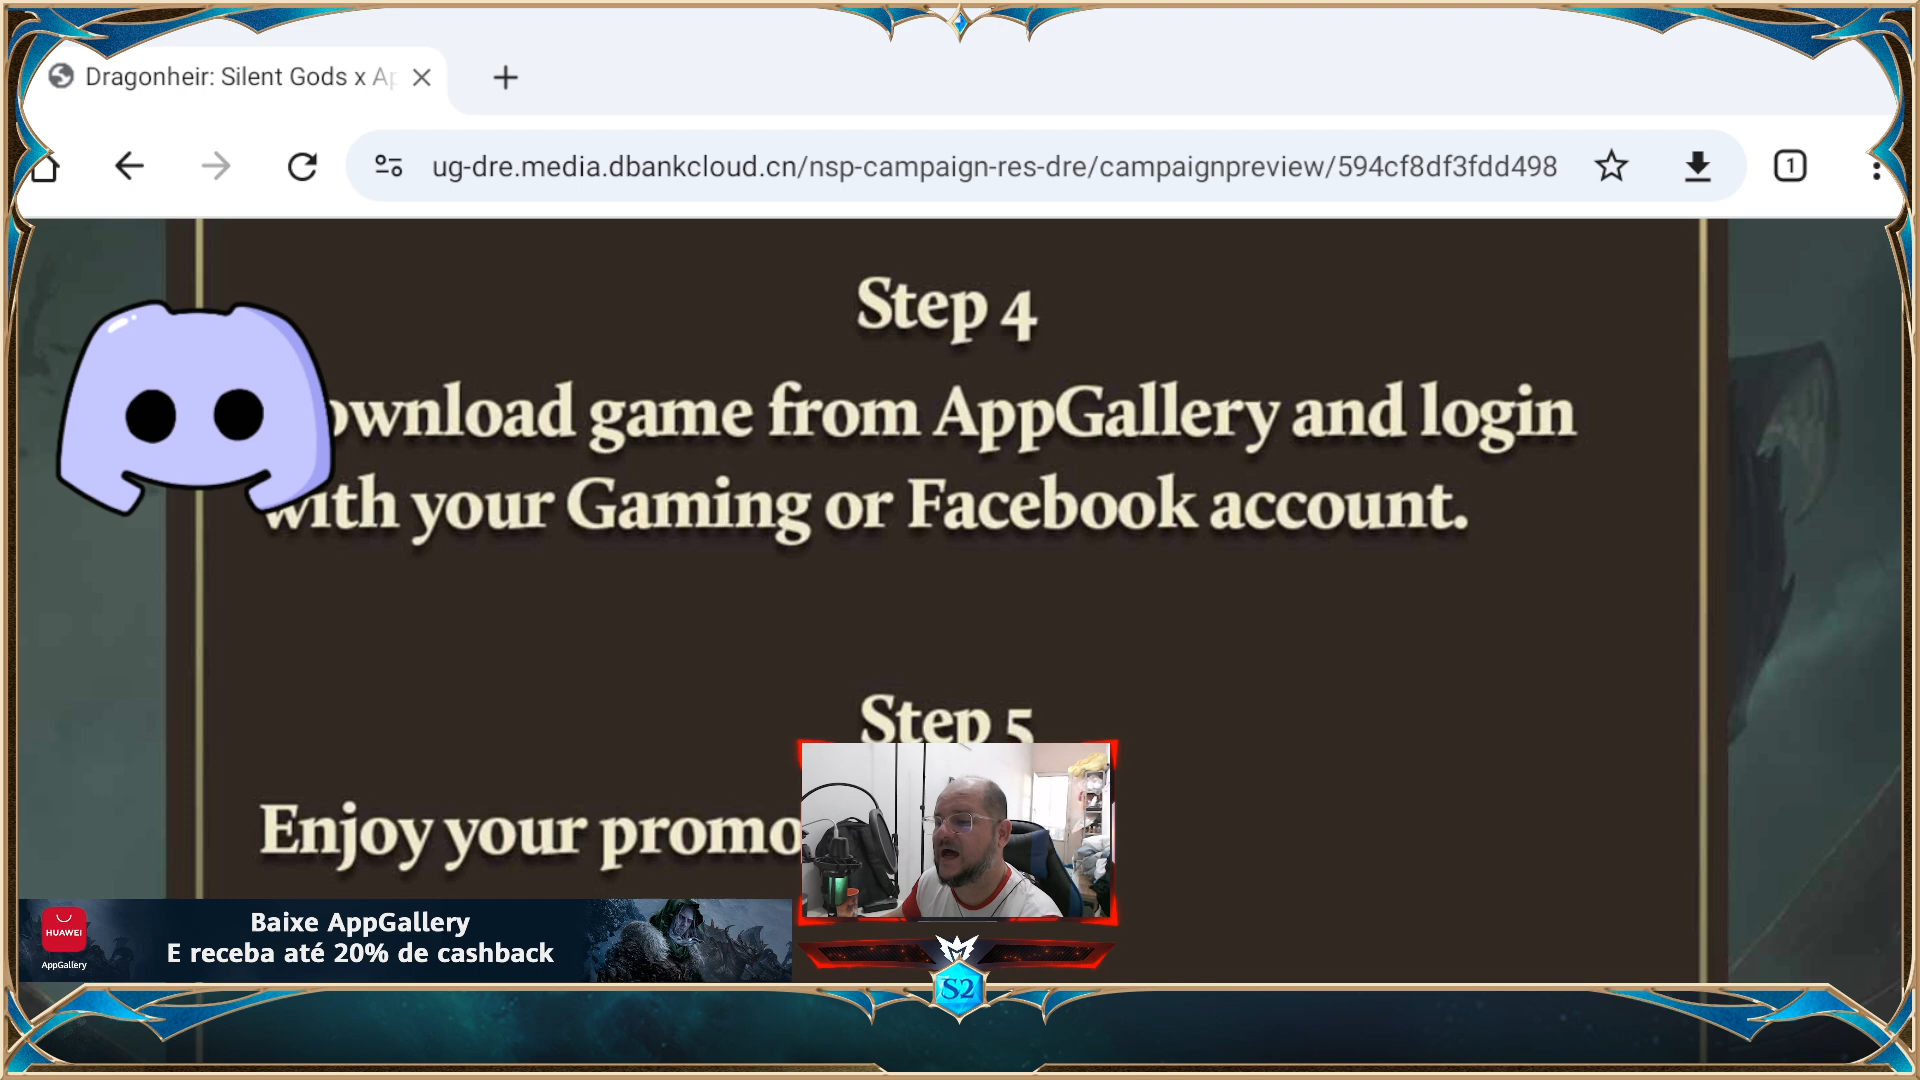 Dragonheir: Silent Gods x Ap
ug-dre.media.dbankcloud.cn/nsp-campaign-res-dre/campaignpreview/594cf8df3fdd498
1
Step 4
ownload game from AppGallery and login
with your Gaming or Facebook account.
Step 5
Enjoy your promo
HUAWEI
AppGallery
Baixe AppGallery
E receba até 20% de cashback
S2